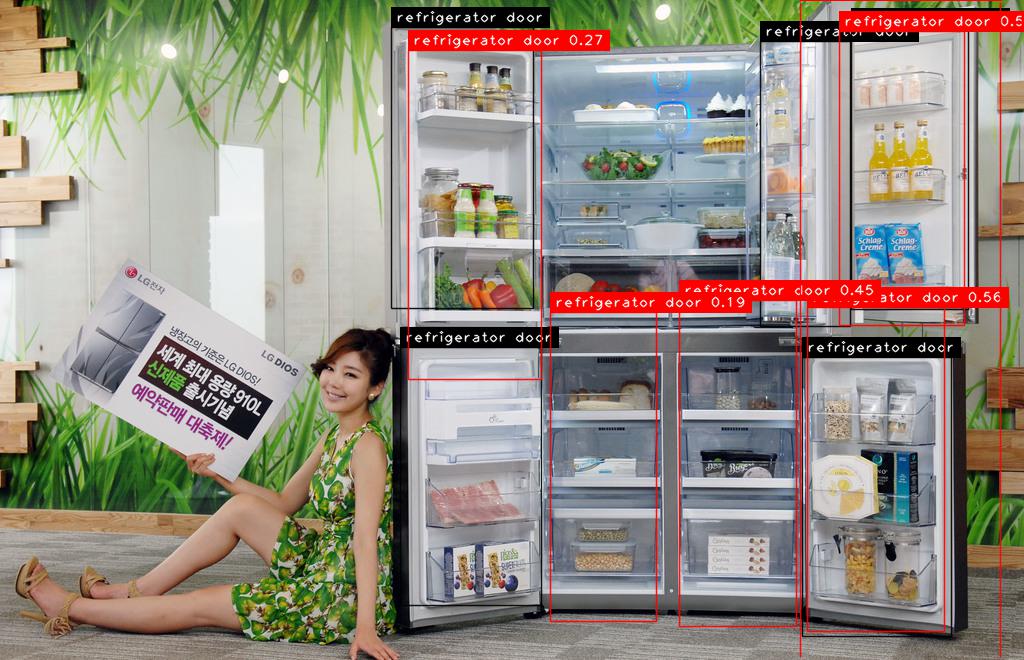 refrigerator door
refrigerator door 0.27
refrigerator door
refrigerator door 0.5
Schlag-
Creme
Schlag-
Creme
refrigerator door 0.19
refrigerator door 0.45
refrigerator door 0.56
refrigerator door
refrigerator door
LG전자
냉장고의 기준은 LG DIOS!
LG DIOS
세계 최대 용량 910L
신제품 출시기념
예약판매 대축제!